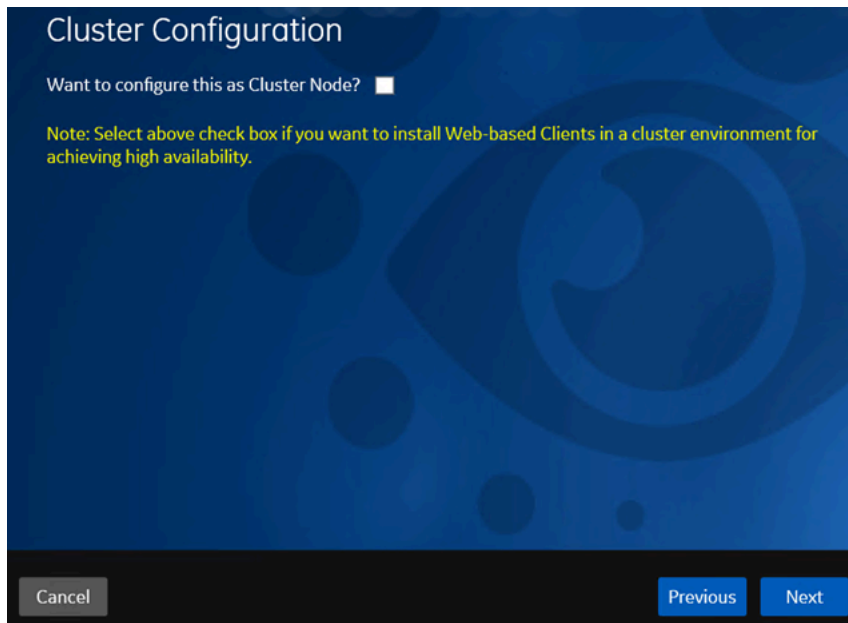 Cluster Configuration
Want to configure this as Cluster Node?
Note: Select above check box if you want to install Web-based Clients in a cluster environment for
achieving high availability.
Cancel
Previous
Next